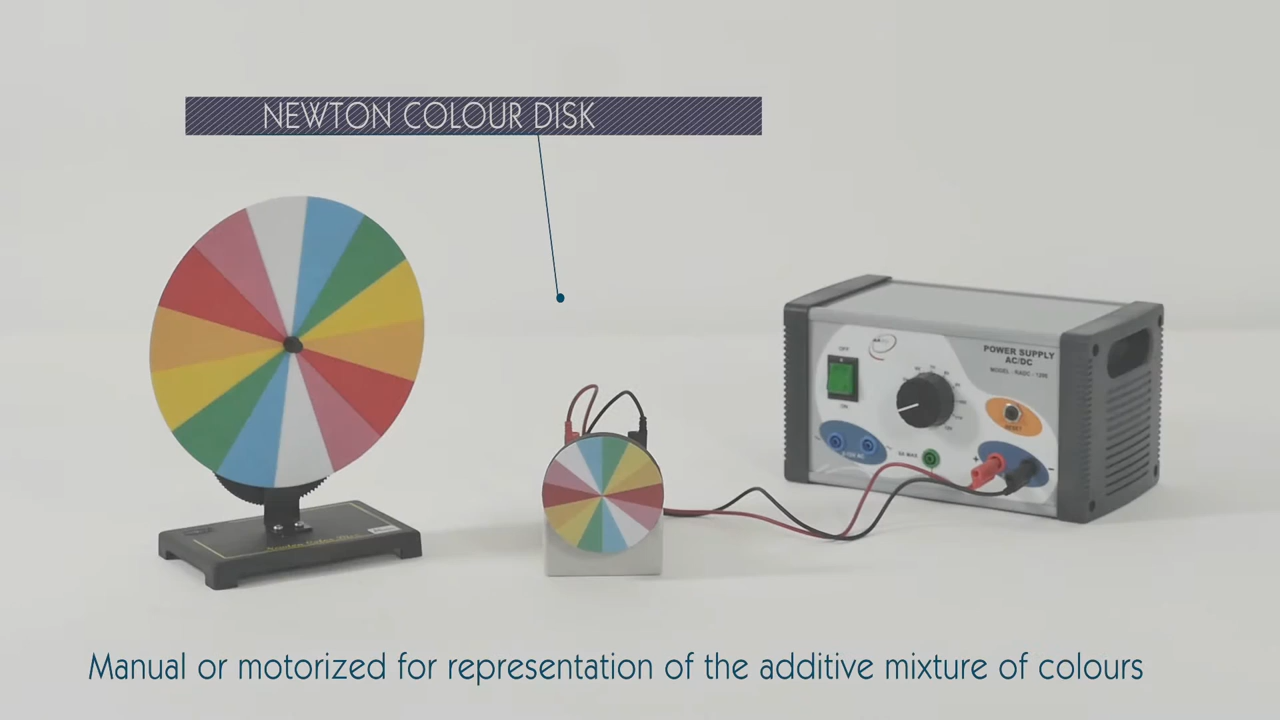 NEWTON COLOUR DISK
POWER SUPPLY
AC/DC
OFF
ON
RESET
Manual or motorized for representation of the additive mixture of colours